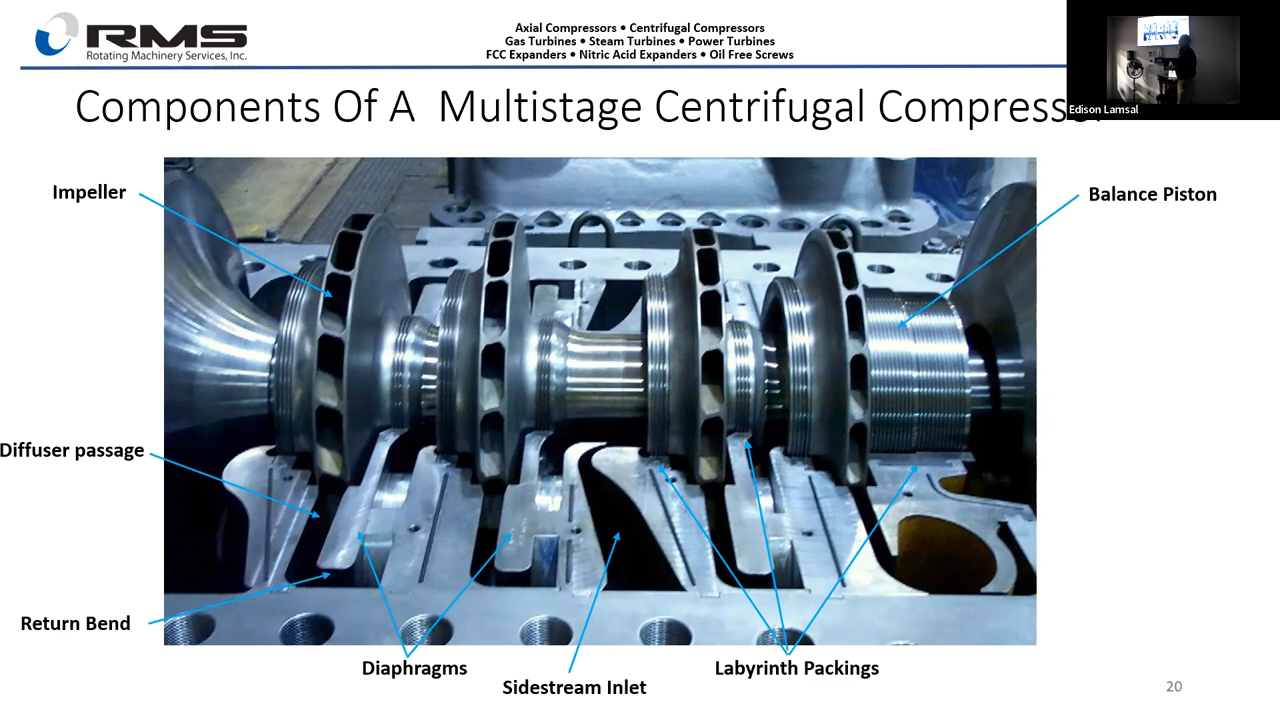 RMS
Rotating Machinery Services, Inc.
Axial Compressors • Centrifugal Compressors
Gas Turbines • Steam Turbines • Power Turbines
FCC Expanders • Nitric Acid Expanders • Oil Free Screws
Edison Lamsal
Components Of A Multistage Centrifugal Compressor
Impeller
Balance Piston
Diffuser passage
Return Bend
Diaphragms
Sidestream Inlet
Labyrinth Packings
20